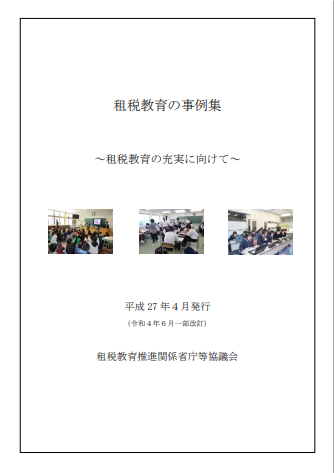 租税教育の事例集
～租税教育の充実に向けて～
平成 27 年４月発行
（令和４年６月一部改訂）
租税教育推進関係省庁等協議会